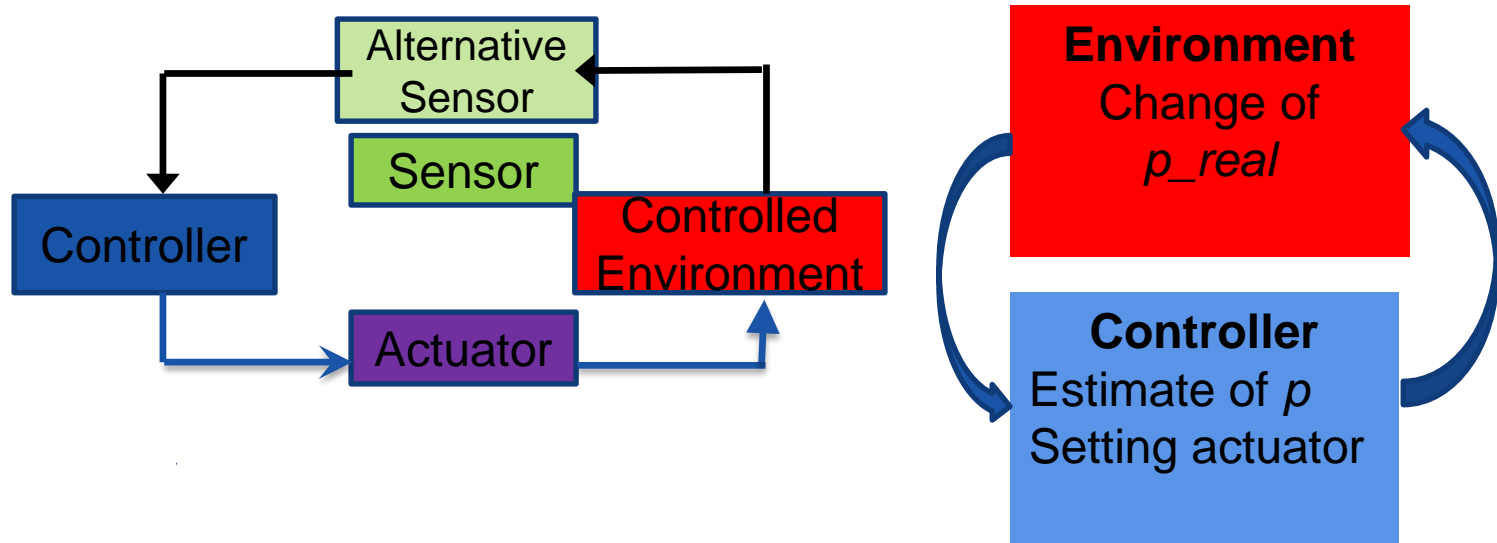 Alternative
Sensor
Sensor
Controller
Controlled
Environment
Actuator
Environment
Change of
p_real
Controller
Estimate of p
Setting actuator